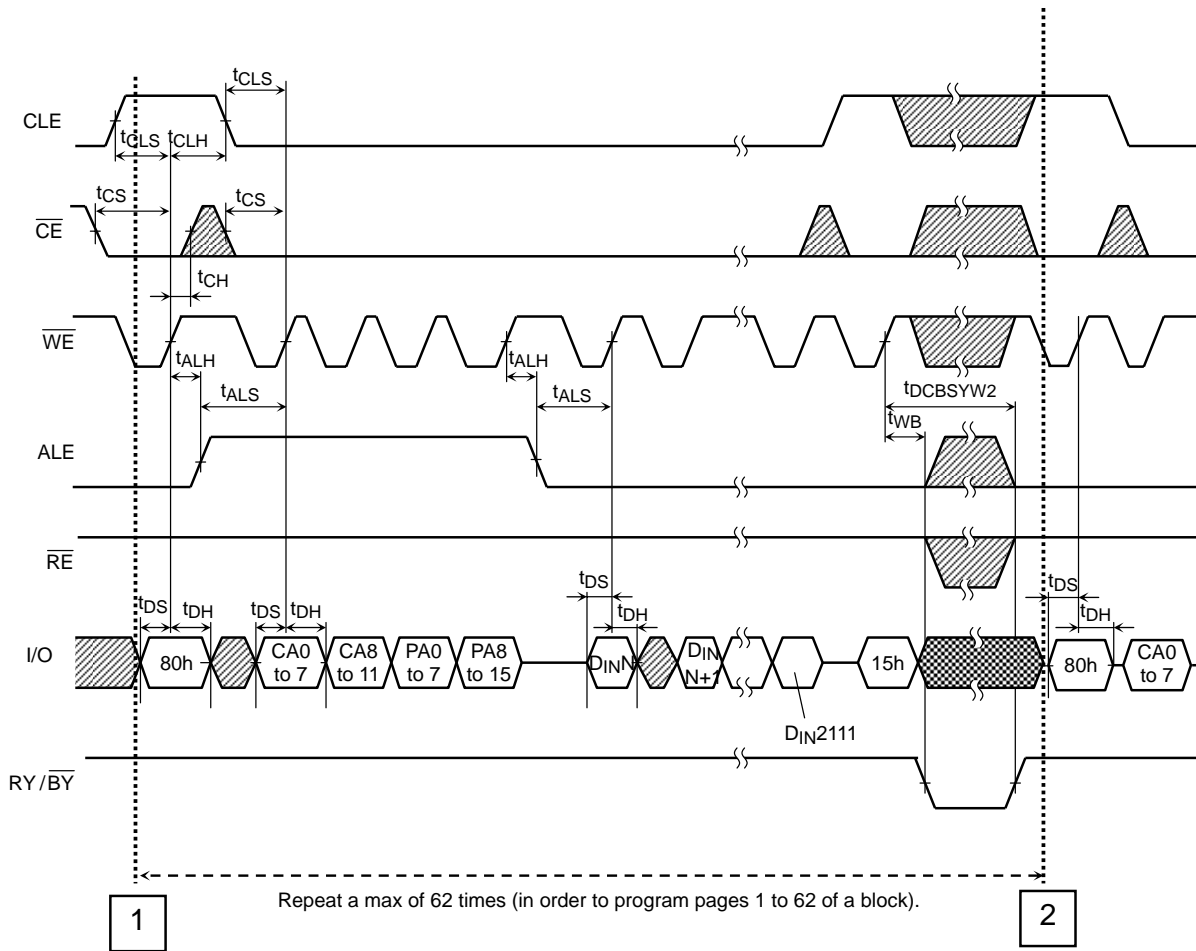 tCLS
CLE
tCLS
tCLH
tCS
tCS
CE
tCH
WE
tALH
tALH
tALS
tALS
tDCBSYW2
tWB
ALE
RE
tDS
tDH
tDS
tDH
tDS
tDH
tDS
tDH
I/O
80h
CA0
to 7
CA8
to 11
PA0
to 7
PA8
to 15
DINN
DIN
N+1
15h
80h
CA0
to 7
DIN2111
RY/BY
1
Repeat a max of 62 times (in order to program pages 1 to 62 of a block).
2